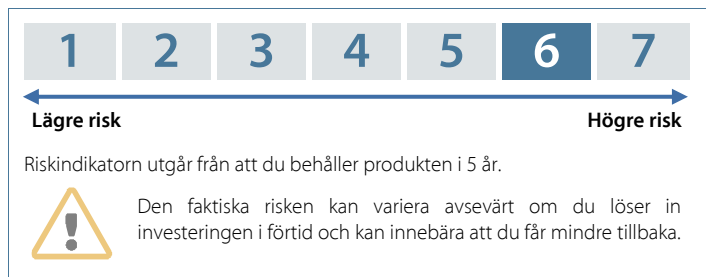 1 2 3 4 5 6 7
Lägre risk Högre risk
Riskindikatorn utgår från att du behåller produkten i 5 år.
Den faktiska risken kan variera avsevärt om du löser in
investeringen i förtid och kan innebära att du får mindre tillbaka.